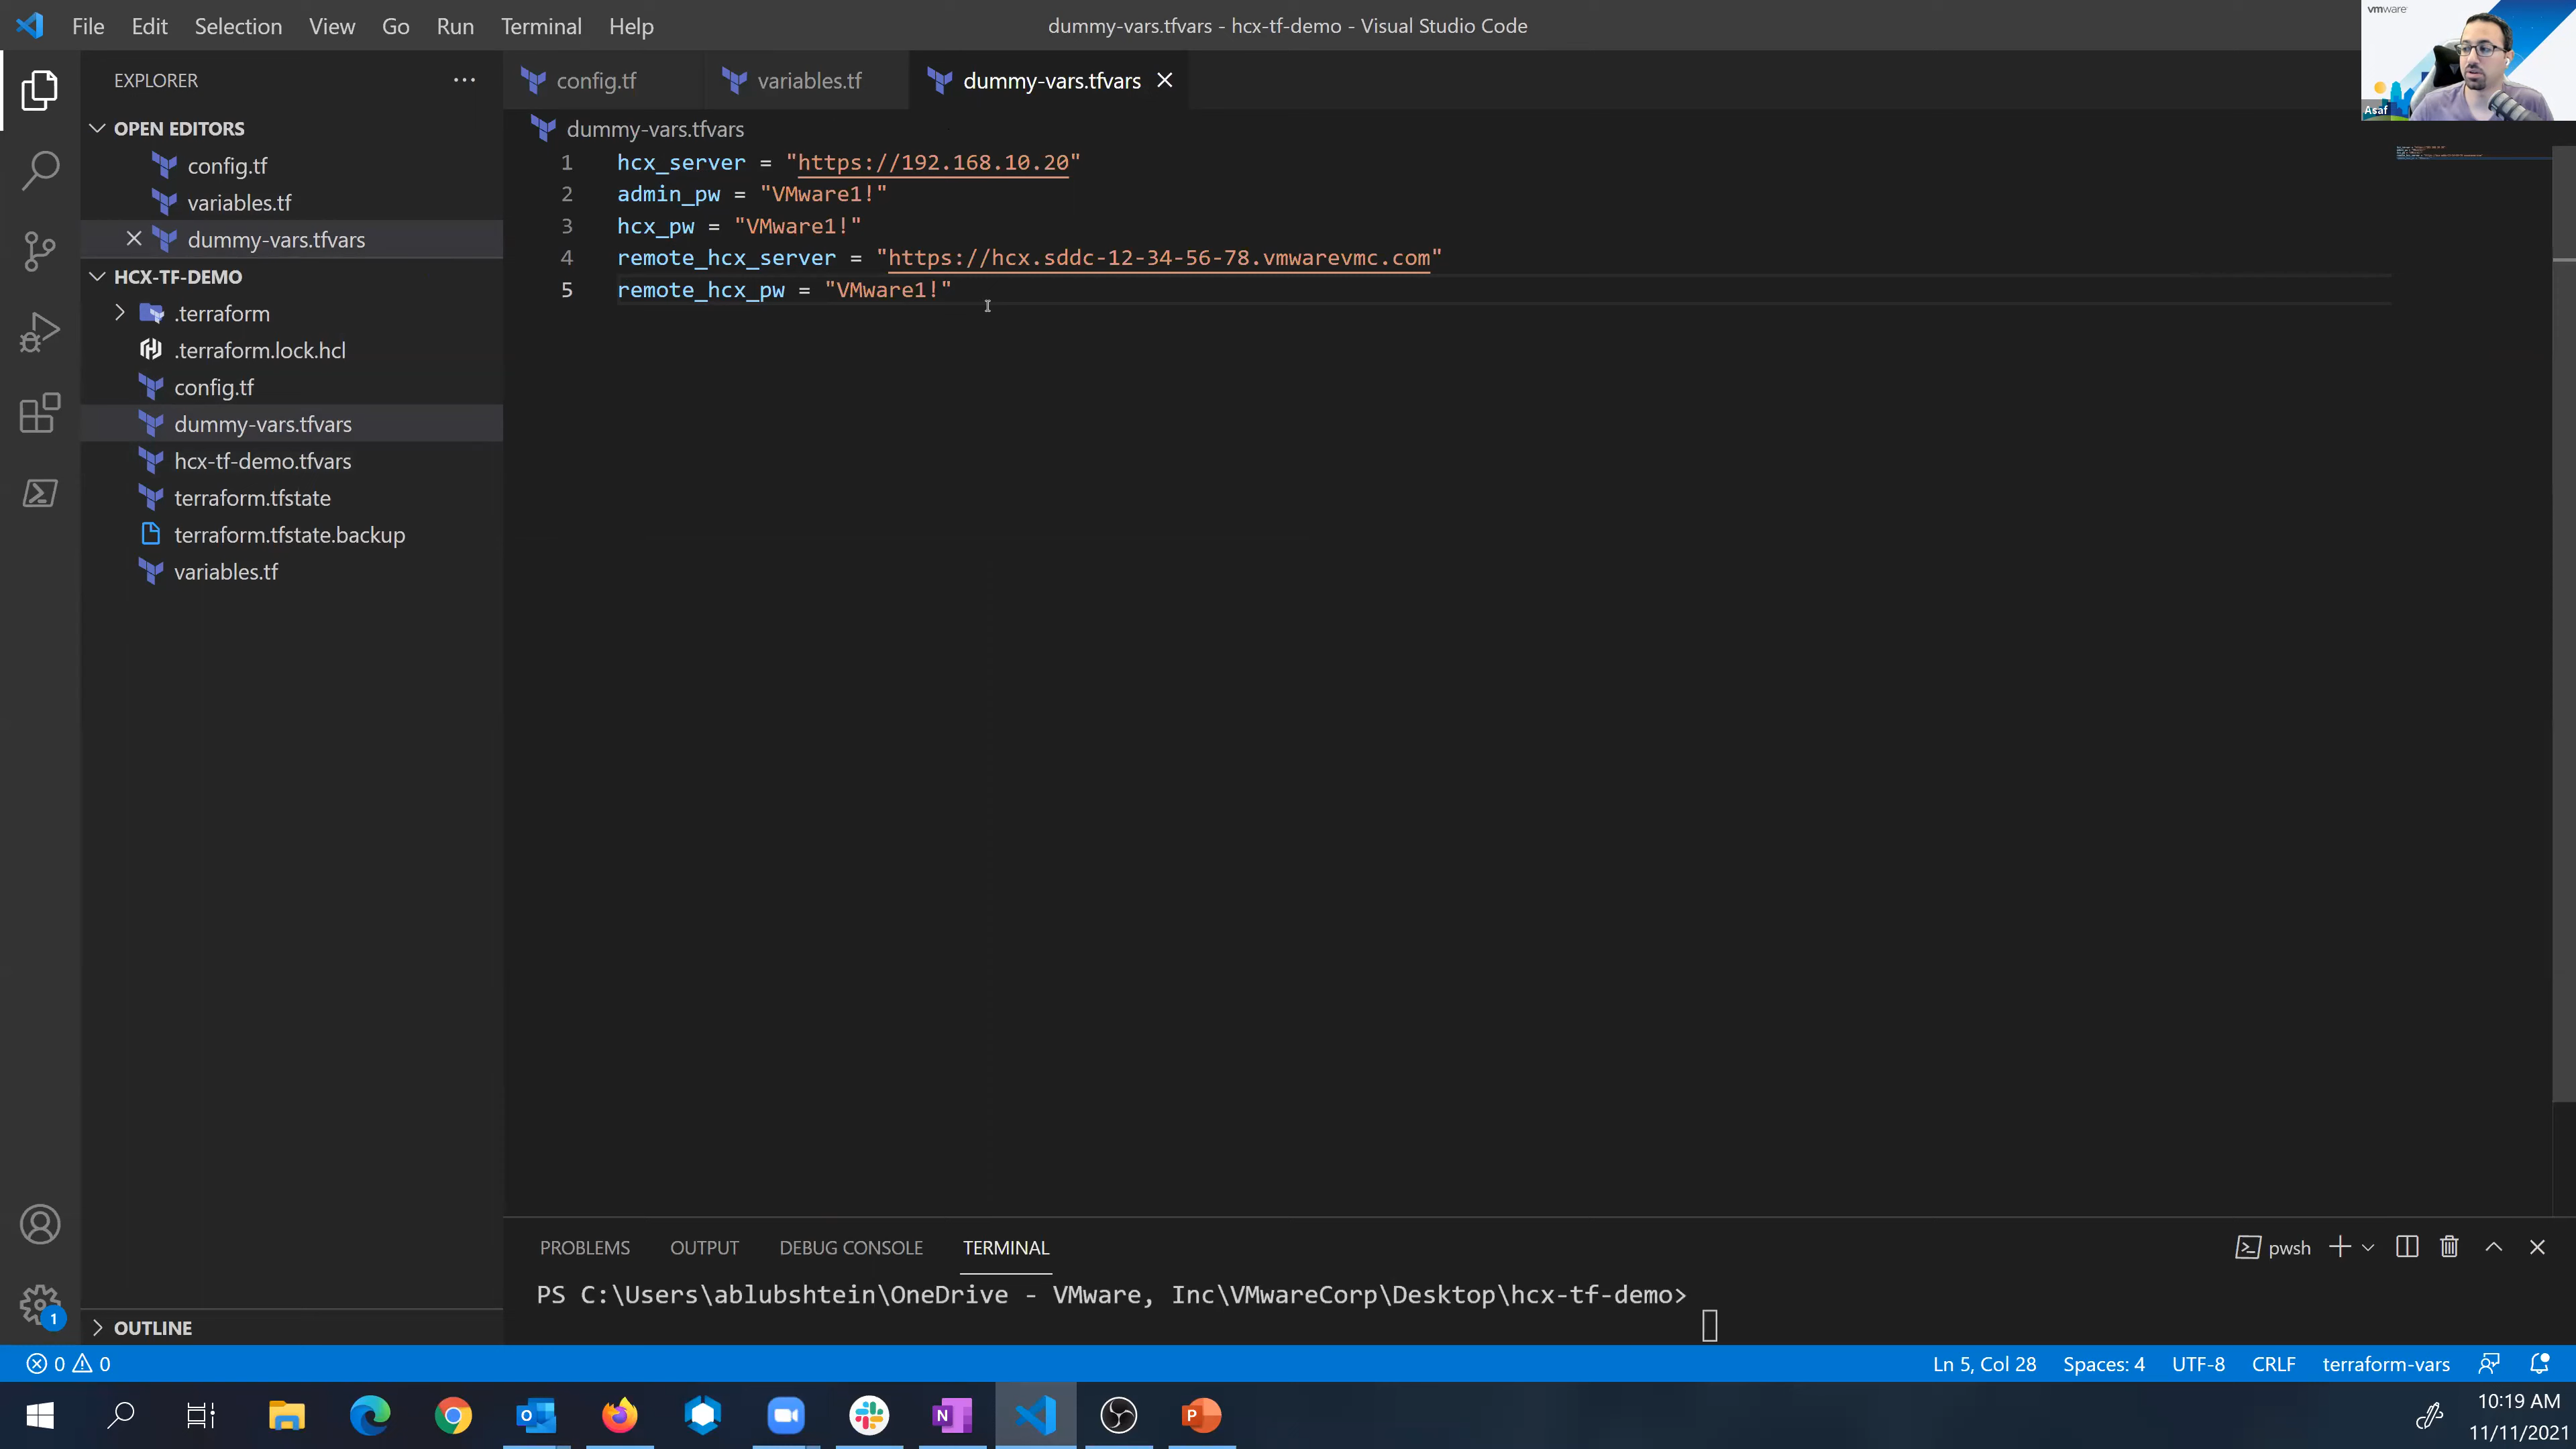 File Edit Selection View Go Run Terminal Help
dummy-vars.tfvars - hcx-tf-demo - Visual Studio Code
vmware
Asaf
EXPLORER
OPEN EDITORS
config.tf
variables.tf
dummy-vars.tfvars
HCX-TF-DEMO
.terraform
.terraform.lock.hcl
config.tf
dummy-vars.tfvars
hcx-tf-demo.tfvars
terraform.tfstate
terraform.tfstate.backup
variables.tf
OUTLINE
config.tf variables.tf dummy-vars.tfvars
dummy-vars.tfvars
1 hcx_server = "https://192.168.10.20"
2 admin_pw = "VMware1!"
3 hcx_pw = "VMware1!"
4 remote_hcx_server = "https://hcx.sddc-12-34-56-78.vmwarevmc.com"
5 remote_hcx_pw = "VMware1!"
PROBLEMS OUTPUT DEBUG CONSOLE TERMINAL
pwsh
PS C:\Users\ablubshtein\OneDrive - VMware, Inc\VMwareCorp\Desktop\hcx-tf-demo>
1
0 0
Ln 5, Col 28 Spaces: 4 UTF-8 CRLF terraform-vars
10:19 AM
11/11/2021